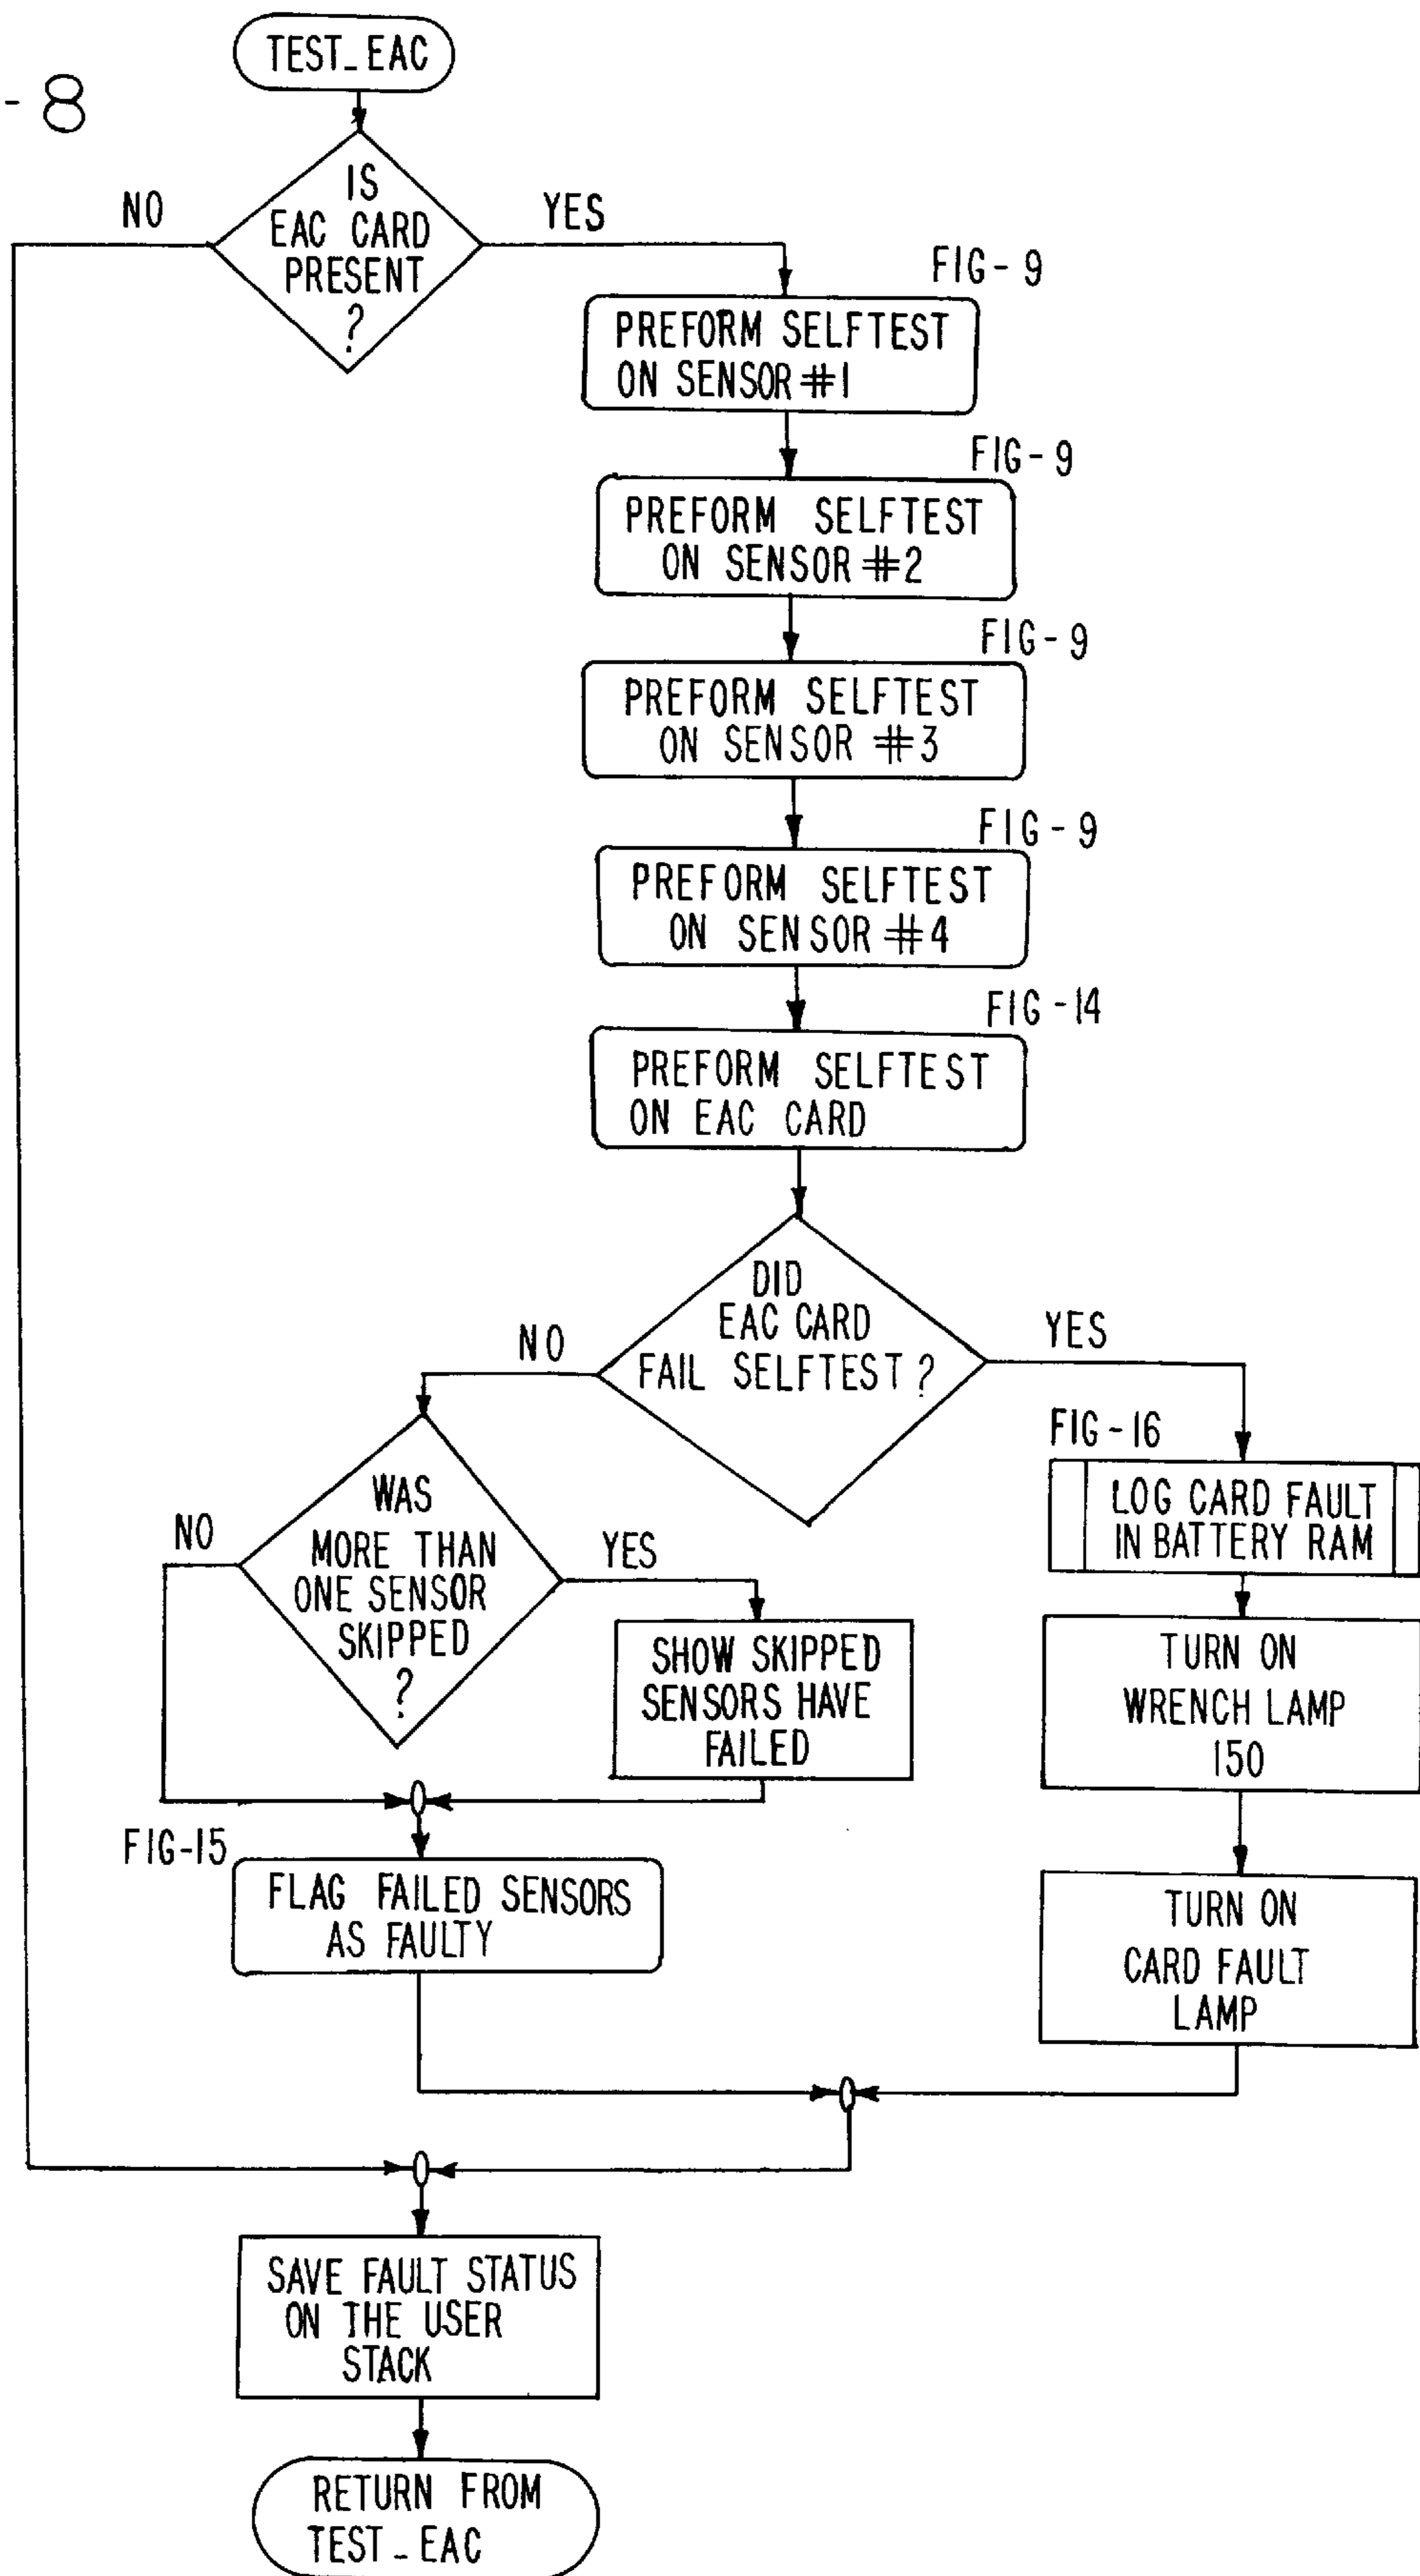 - 8
TEST_EAC
IS
EAC CARD
PRESENT
?
NO
YES
FIG- 9
PREFORM SELFTEST
ON SENSOR #1
FIG- 9
PREFORM SELFTEST
ON SENSOR #2
FIG- 9
PREFORM SELFTEST
ON SENSOR #3
FIG- 9
PREFORM SELFTEST
ON SENSOR #4
FIG-14
PREFORM SELFTEST
ON EAC CARD
DID
EAC CARD
FAIL SELFTEST ?
NO
YES
FIG-16
LOG CARD FAULT
IN BATTERY RAM
WAS
MORE THAN
ONE SENSOR
SKIPPED
?
NO
YES
SHOW SKIPPED
SENSORS HAVE
FAILED
TURN ON
WRENCH LAMP
150
FIG-15
FLAG FAILED SENSORS
AS FAULTY
TURN ON
CARD FAULT
LAMP
SAVE FAULT STATUS
ON THE USER
STACK
RETURN FROM
TEST_EAC